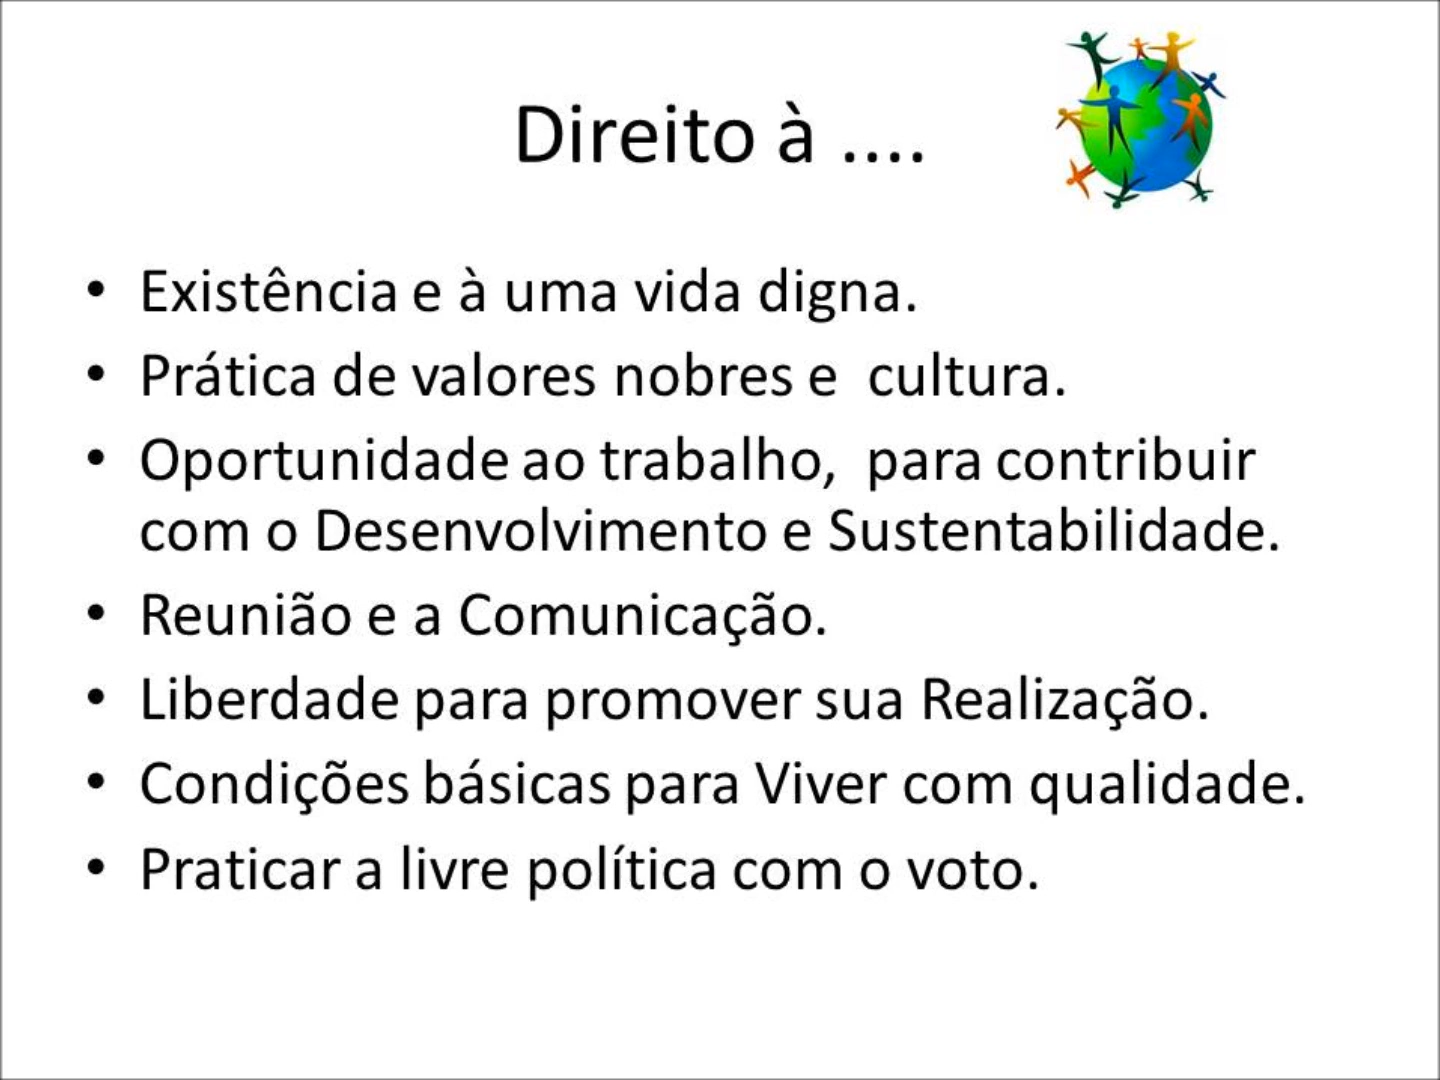 Direito à ....
• Existência e à uma vida digna.
• Prática de valores nobres e  cultura.
• Oportunidade ao trabalho,  para contribuir
com o Desenvolvimento e Sustentabilidade.
• Reunião e a Comunicação.
• Liberdade para promover sua Realização.
• Condições básicas para Viver com qualidade.
• Praticar a livre política com o voto.